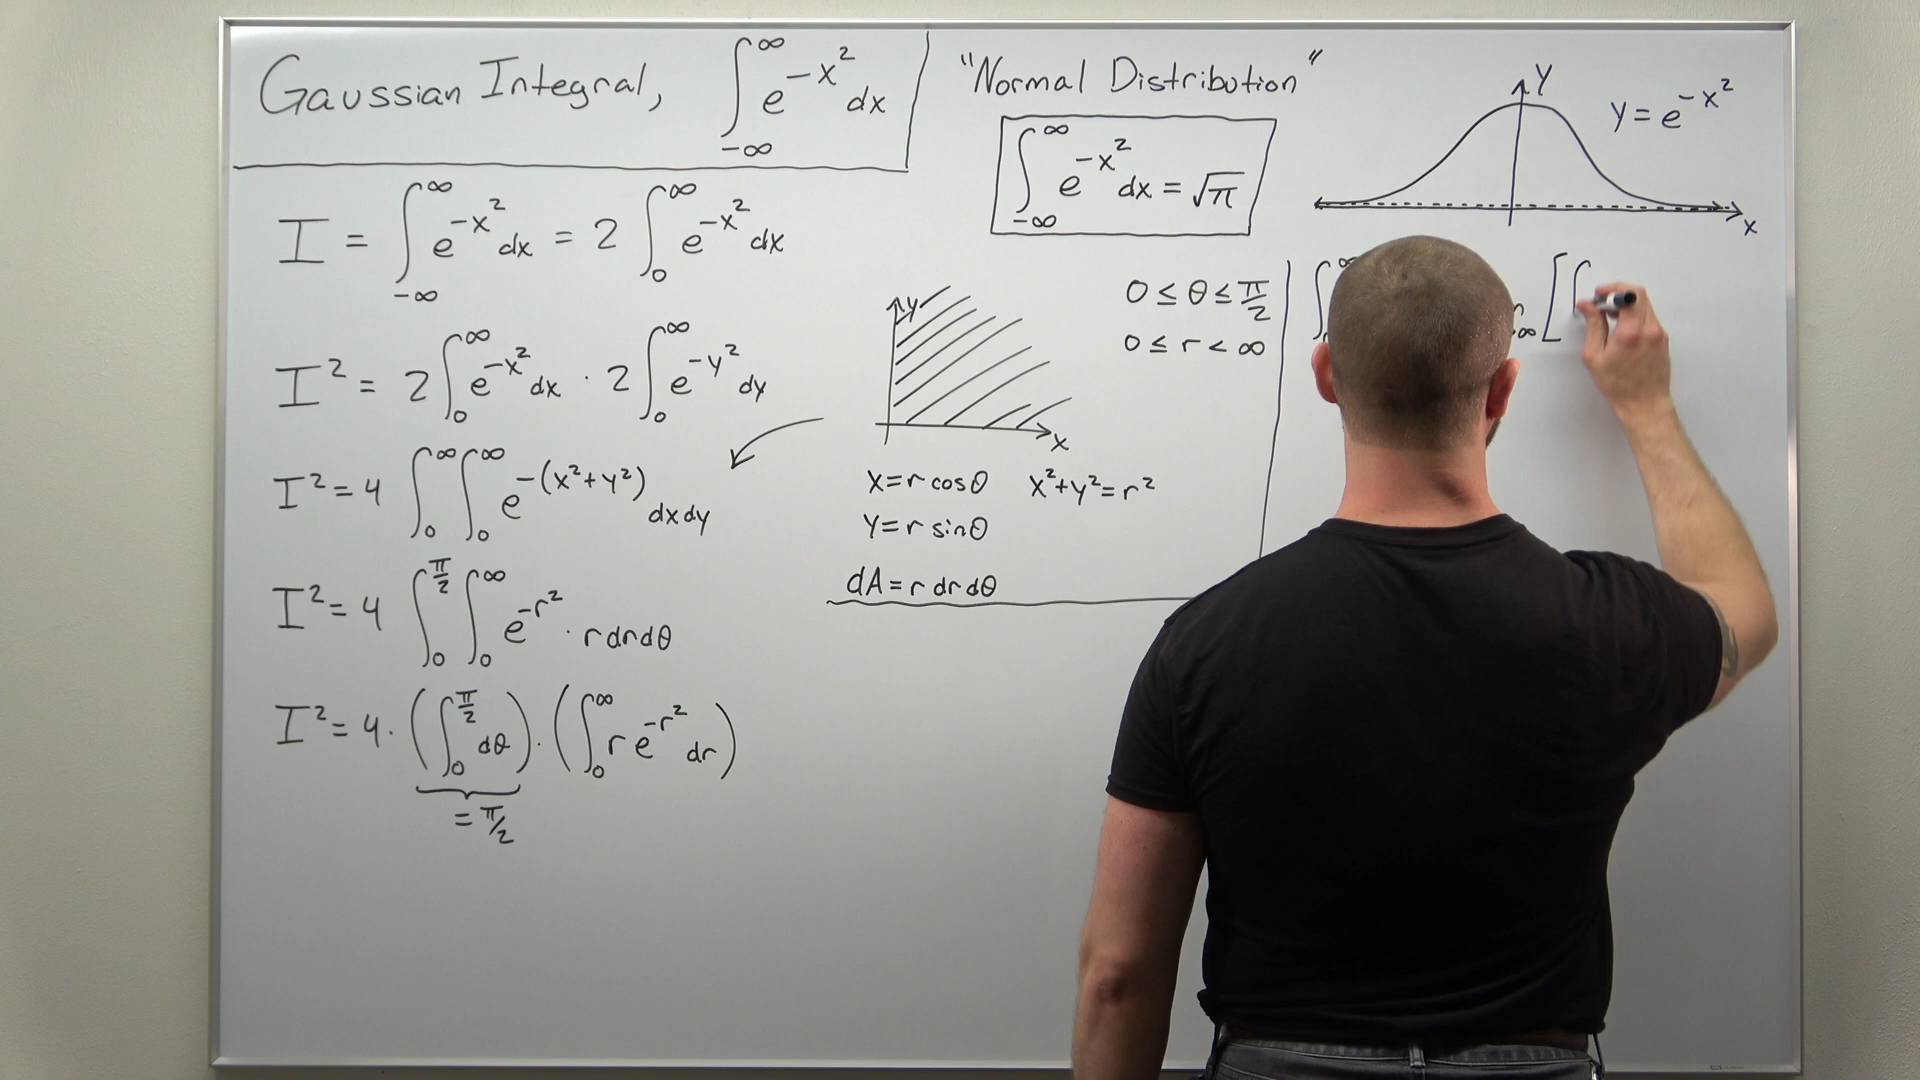 Gaussian Integral, ∫_{-∞}^{∞} e^{-x²} dx
I = ∫_{-∞}^{∞} e^{-x²} dx = 2 ∫_0^∞ e^{-x²} dx
I² = 2 ∫_0^∞ e^{-x²} dx · 2 ∫_0^∞ e^{-y²} dy
I² = 4 ∫_0^∞ ∫_0^∞ e^{-(x²+y²)} dx dy
I² = 4 ∫_0^{π/2} ∫_0^∞ e^{-r²} · r dr dθ
I² = 4 · (∫_0^{π/2} dθ) · (∫_0^∞ r e^{-r²} dr)
= π/2
"Normal Distribution"
∫_{-∞}^{∞} e^{-x²} dx = √π
y
y = e^{-x²}
x
y
x
0 ≤ θ ≤ π/2
0 ≤ r < ∞
x = r cosθ x² + y² = r²
y = r sinθ
dA = r dr dθ
∫ ∞ ∞ [∫